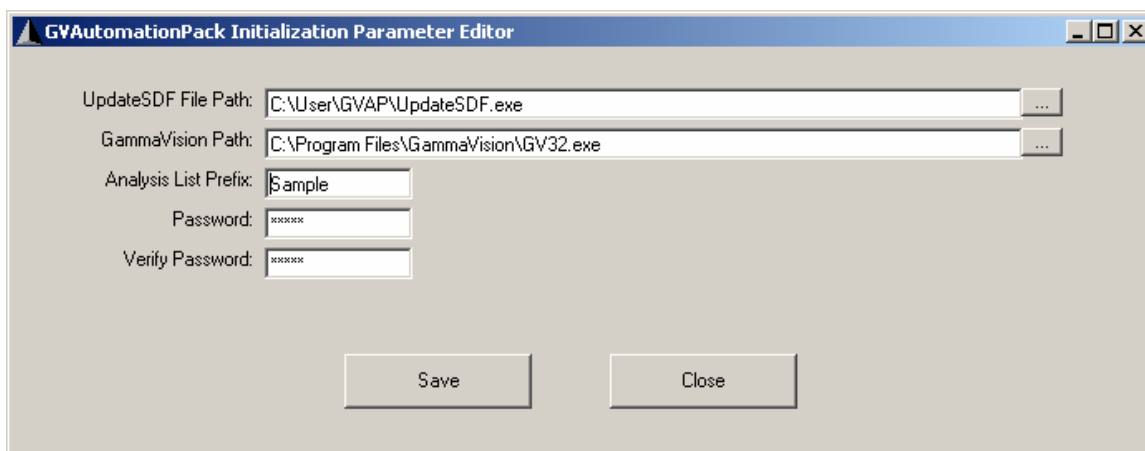 GVAutomationPack Initialization Parameter Editor
UpdateSDF File Path: C:\User\GVAP\UpdateSDF.exe ...
GammaVision Path: C:\Program Files\GammaVision\GV32.exe ...
Analysis List Prefix: Sample
Password: *****
Verify Password: *****
Save Close